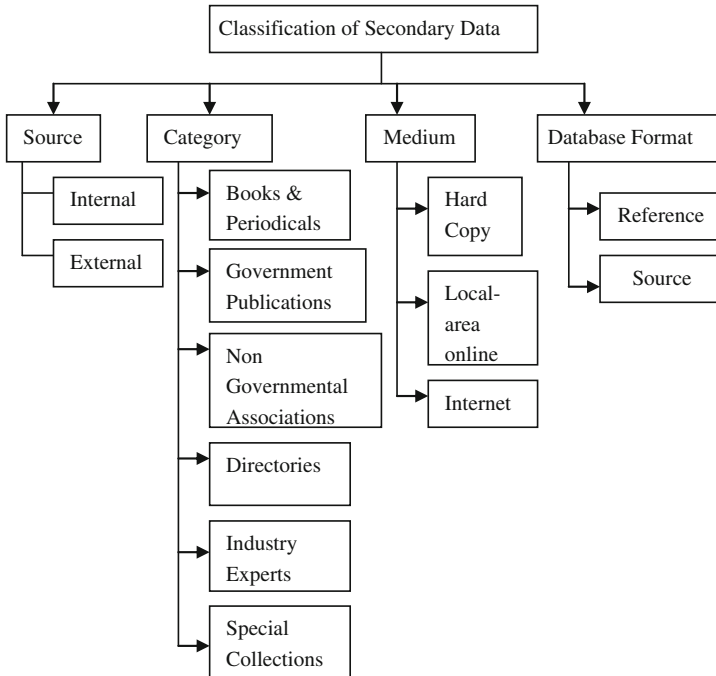 Classification of Secondary Data
Source
Category
Medium
Database Format
Internal
External
Books &
Periodicals
Government
Publications
Non
Governmental
Associations
Directories
Industry
Experts
Special
Collections
Hard
Copy
Local-
area
online
Internet
Reference
Source